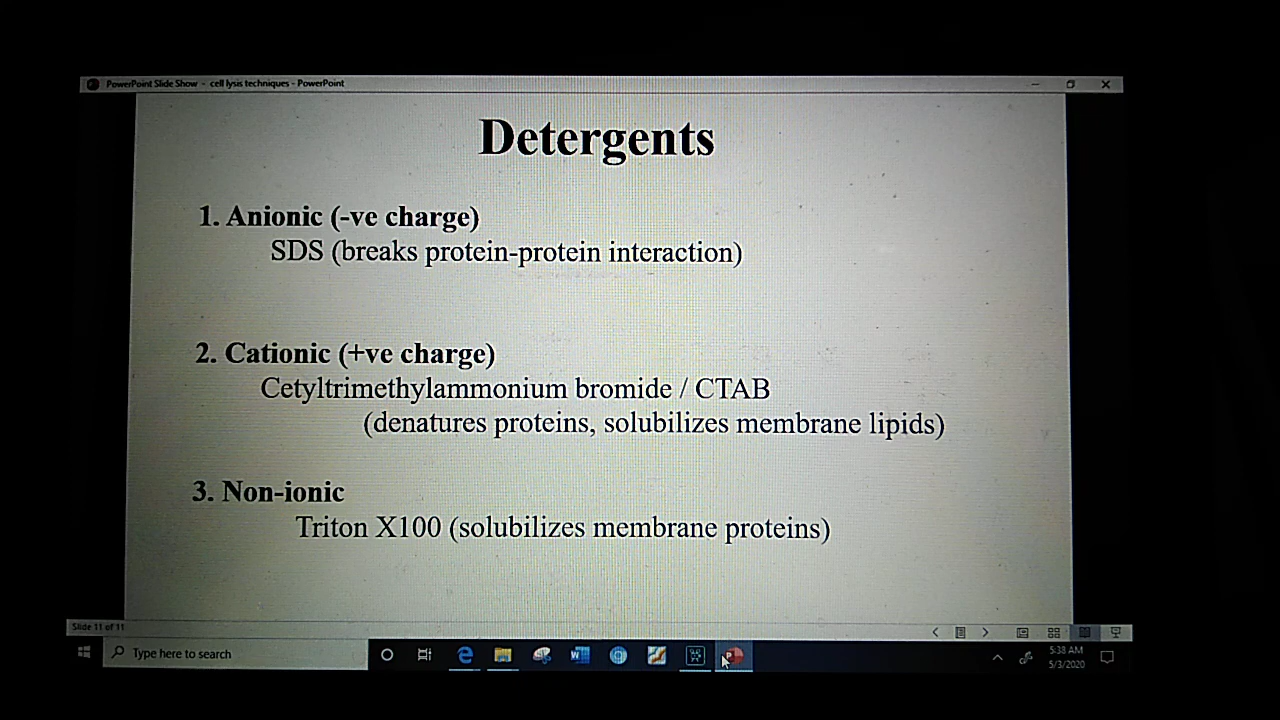 PowerPoint Slide Show - cell lysis techniques - PowerPoint
Detergents
1. Anionic (-ve charge)
SDS (breaks protein-protein interaction)
2. Cationic (+ve charge)
Cetyltrimethylammonium bromide / CTAB
(denatures proteins, solubilizes membrane lipids)
3. Non-ionic
Triton X100 (solubilizes membrane proteins)
Slide 11 of 11
Type here to search
5:38 AM
5/3/2020